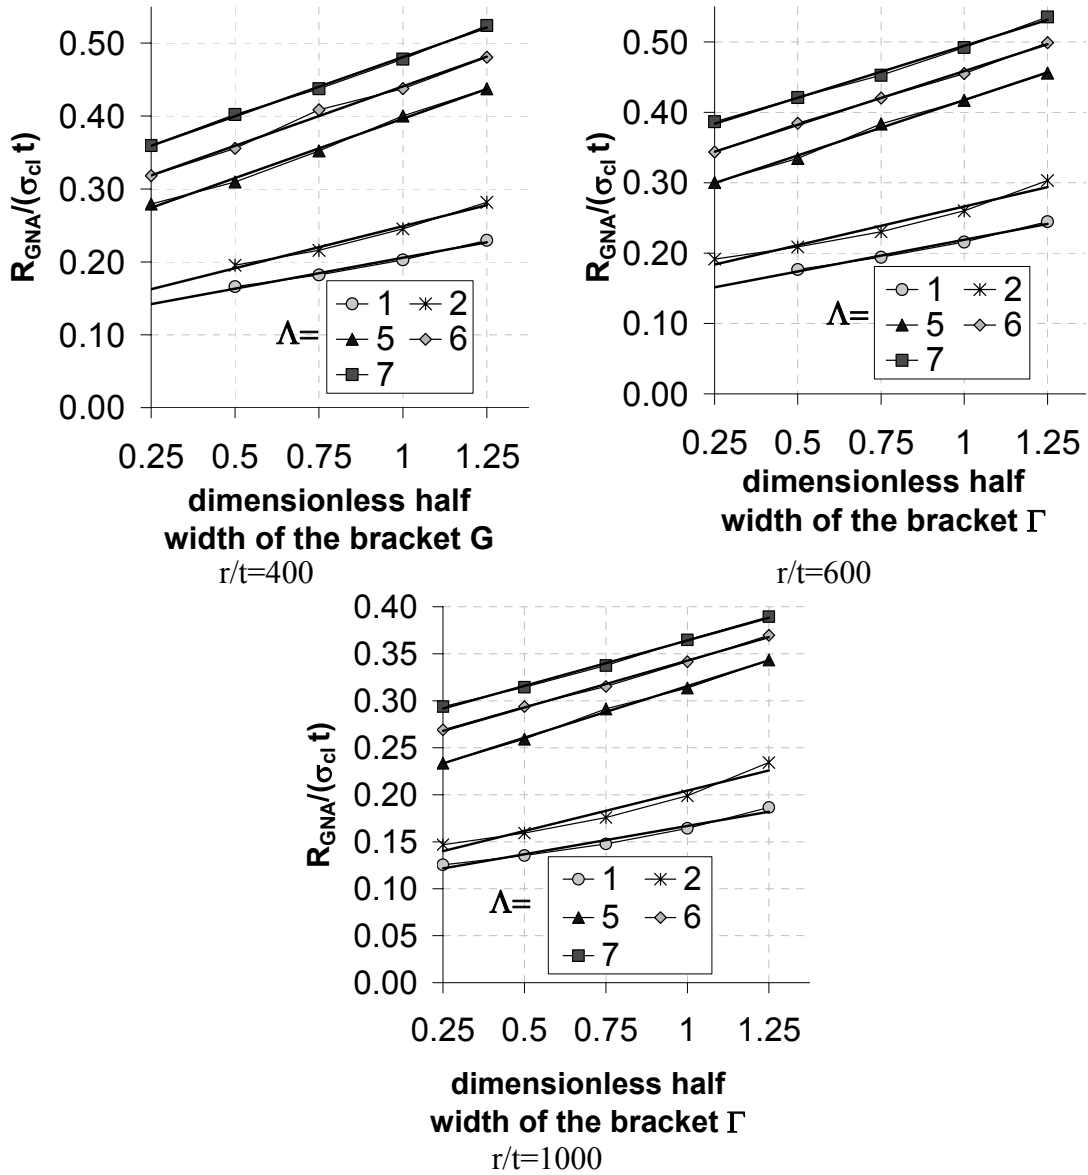 R_GNA/(σ_cl t)
0.50
0.40
0.30
0.20
0.10
0.00
0.25 0.5 0.75 1 1.25
Λ=
1 2
5 6
7
dimensionless half
width of the bracket G
r/t=400
R_GNA/(σ_cl t)
0.50
0.40
0.30
0.20
0.10
0.00
0.25 0.5 0.75 1 1.25
Λ=
1 2
5 6
7
dimensionless half
width of the bracket Γ
r/t=600
R_GNA/(σ_cl t)
0.40
0.35
0.30
0.25
0.20
0.15
0.10
0.05
0.00
0.25 0.5 0.75 1 1.25
Λ=
1 2
5 6
7
dimensionless half
width of the bracket Γ
r/t=1000